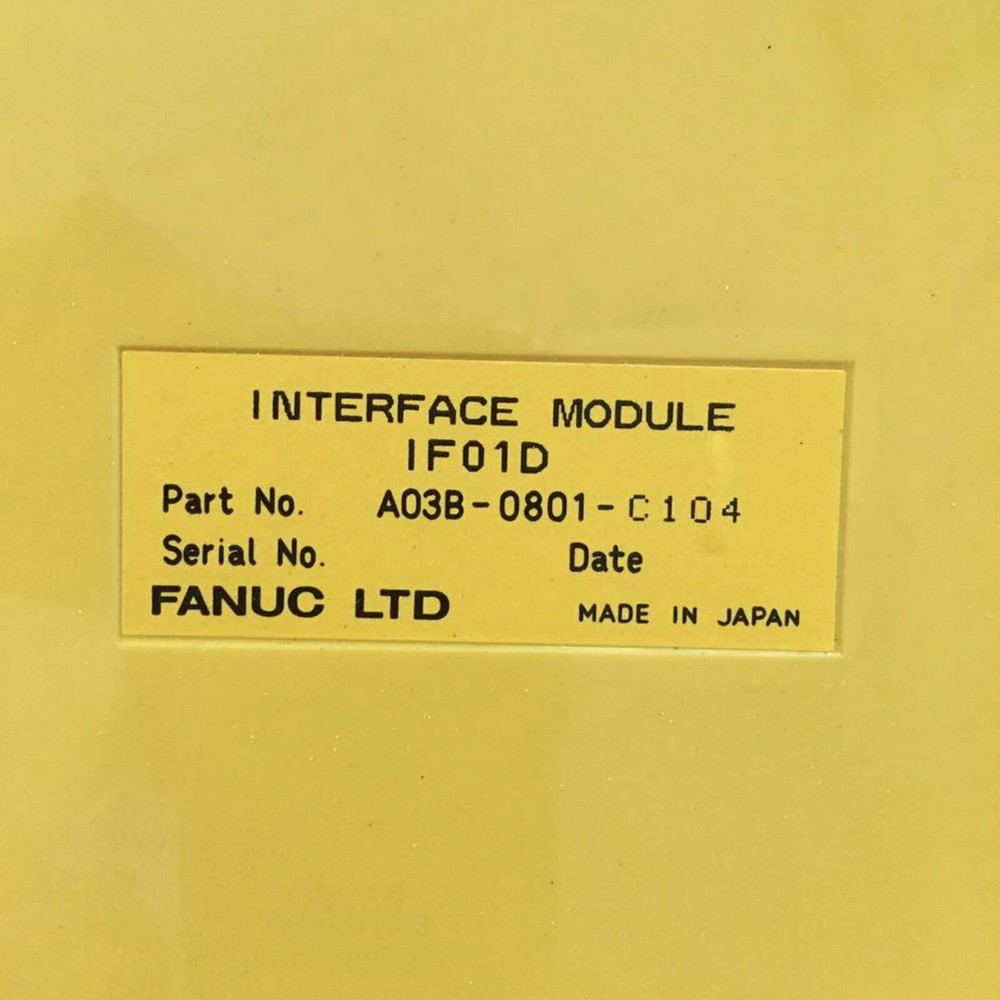 INTERFACE MODULE
IF01D
Part No. A03B-0801-C104
Serial No. Date
FANUC LTD MADE IN JAPAN